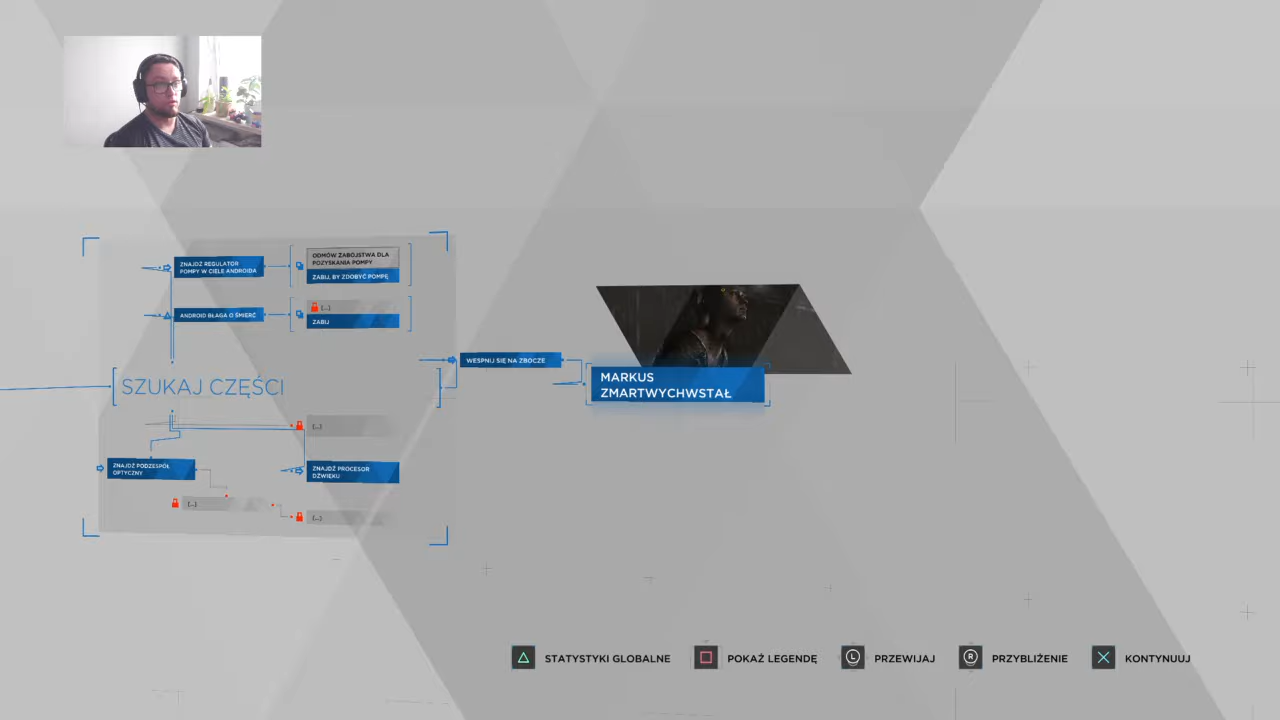 ZNAJDŹ REGULATOR
POMPY W CIELE ANDROIDA
ODMÓW ZABÓJSTWA DLA
POZYSKANIA POMPY
ZABIJ, BY ZDOBYĆ POMPĘ
ANDROID BŁAGA O ŚMIERĆ
[...]
ZABIJ
SZUKAJ CZĘŚCI
WESPNIJ SIĘ NA ZBOCZE
MARKUS
ZMARTWYCHWSTAŁ
[...]
ZNAJDŹ PODZESPÓŁ
OPTYCZNY
ZNAJDŹ PROCESOR
DŹWIĘKU
[...]
[...]
STATYSTYKI GLOBALNE
POKAŻ LEGENDĘ
L PRZEWIJAJ
R PRZYBLIŻENIE
KONTYNUUJ